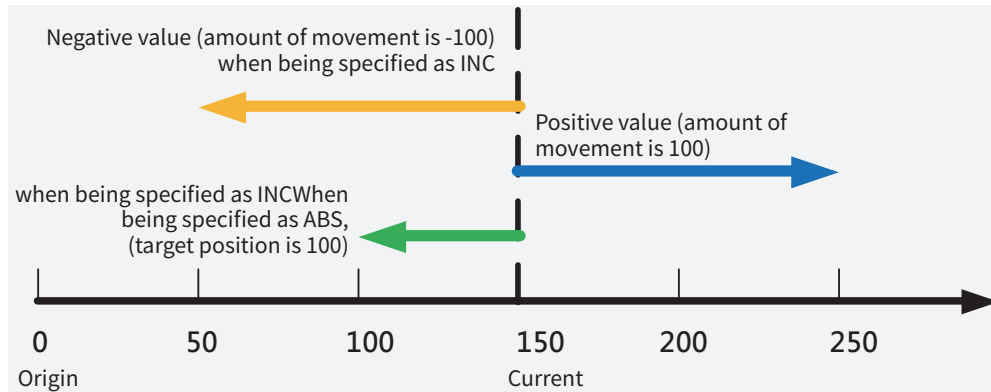 Negative value (amount of movement is -100)
when being specified as INC
Positive value (amount of
movement is 100)
when being specified as INCWhen
being specified as ABS,
(target position is 100)
0 50 100 150 200 250
Origin Current